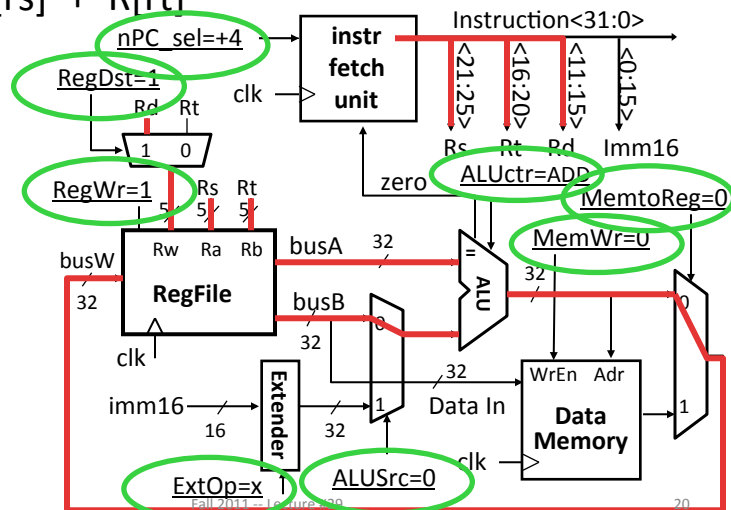 [rs] + R[rt]
nPC_sel=+4
instr
fetch
unit
Instruction<31:0>
<21:25>
<16:20>
<11:15>
<0:15>
RegDst=1
clk
Rd Rt
1 0
Rs Rt Rd Imm16
zero
ALUctr=ADD
MemtoReg=0
RegWr=1
Rs Rt
5 5 5
MemWr=0
busW
32
Rw Ra Rb
RegFile
busA
32
busB
32
=
ALU
32
0
0
clk
32
WrEn Adr
imm16
16
Extender
32
1
Data In
Data
Memory
1
clk
ExtOp=x
ALUSrc=0
20